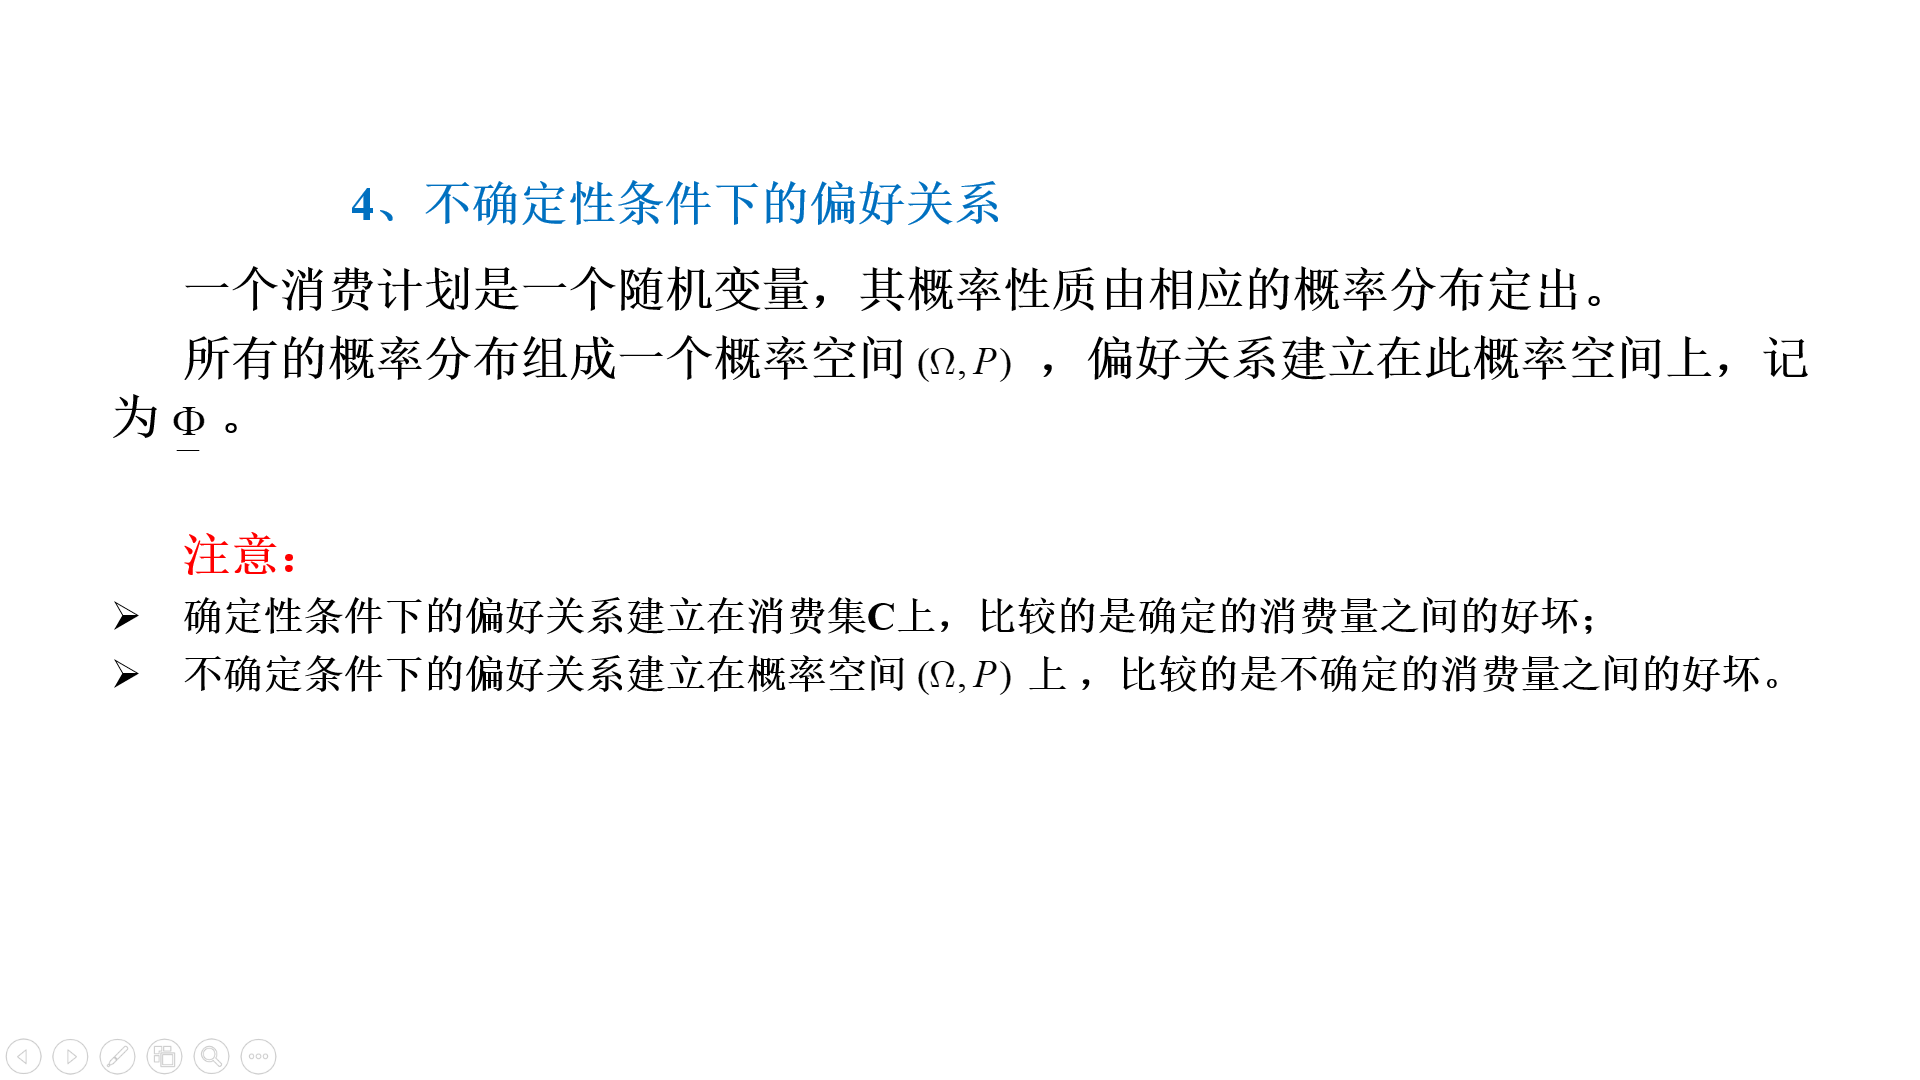 4、不确定性条件下的偏好关系
一个消费计划是一个随机变量，其概率性质由相应的概率分布定出。
所有的概率分布组成一个概率空间 (Ω, P) ，偏好关系建立在此概率空间上，记
为 Φ̲ 。
注意：
➢ 确定性条件下的偏好关系建立在消费集C上，比较的是确定的消费量之间的好坏；
➢ 不确定条件下的偏好关系建立在概率空间 (Ω, P) 上 ，比较的是不确定的消费量之间的好坏。